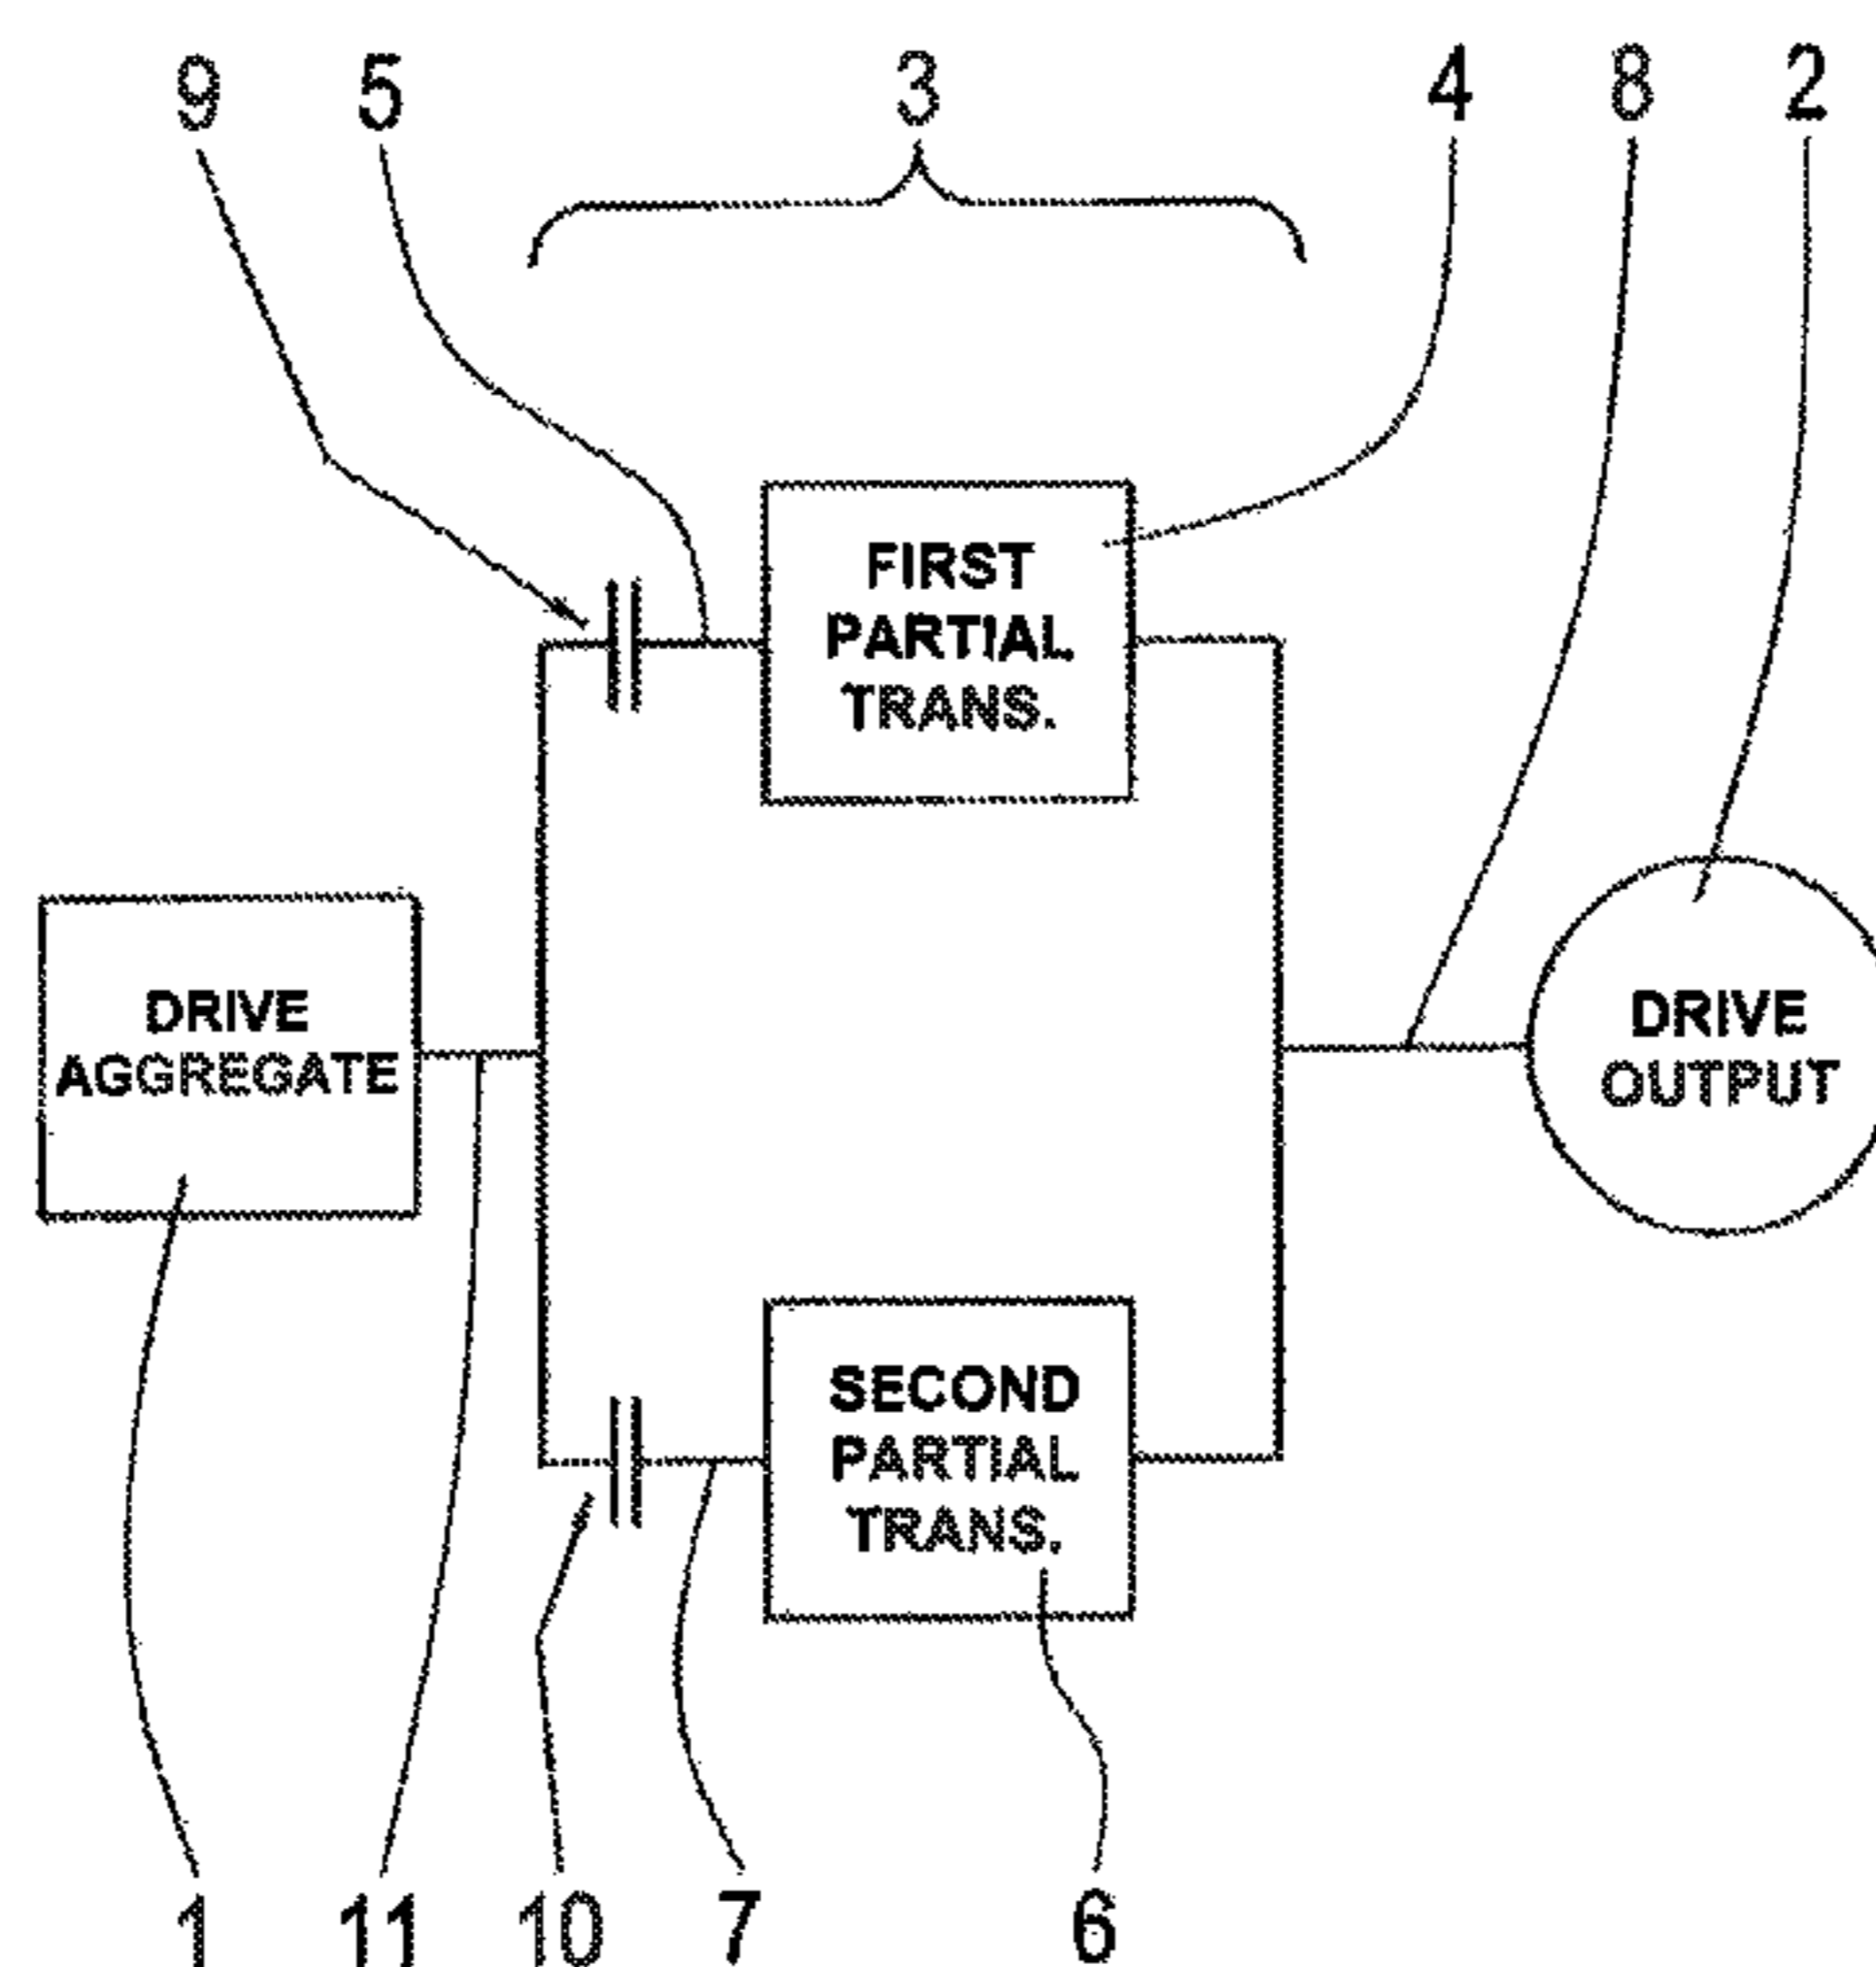 9 5 3 4 8 2
FIRST
PARTIAL
TRANS.
DRIVE
AGGREGATE
DRIVE
OUTPUT
SECOND
PARTIAL
TRANS.
1 11 10 7 6